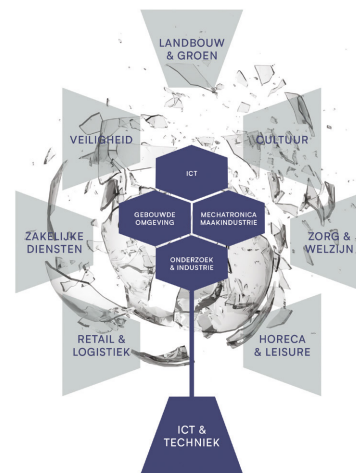 LANDBOUW
& GROEN
VEILIGHEID
CULTUUR
ICT
GEBOUWDE
OMGEVING
MECHATRONICA
MAAKINDUSTRIE
ZAKELIJKE
DIENSTEN
ZORG &
WELZIJN
ONDERZOEK
& INDUSTRIE
RETAIL &
LOGISTIEK
HORECA
& LEISURE
ICT &
TECHNIEK